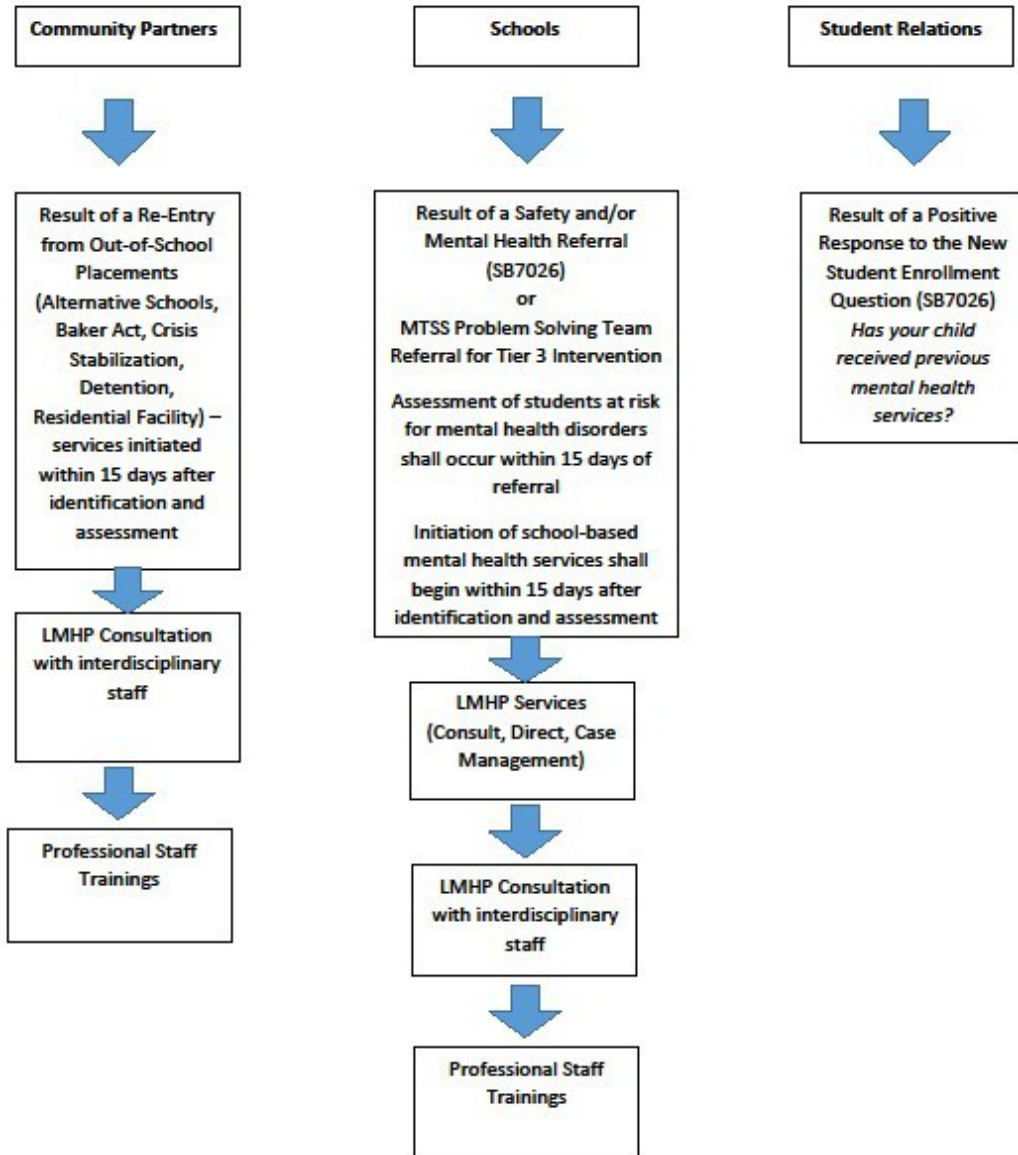 Community Partners
Result of a Re-Entry
from Out-of-School
Placements
(Alternative Schools,
Baker Act, Crisis
Stabilization,
Detention,
Residential Facility) –
services initiated
within 15 days after
identification and
assessment
LMHP Consultation
with interdisciplinary
staff
Professional Staff
Trainings
Schools
Result of a Safety and/or
Mental Health Referral
(SB7026)
or
MTSS Problem Solving Team
Referral for Tier 3 Intervention
Assessment of students at risk
for mental health disorders
shall occur within 15 days of
referral
Initiation of school-based
mental health services shall
begin within 15 days after
identification and assessment
LMHP Services
(Consult, Direct, Case
Management)
LMHP Consultation
with interdisciplinary
staff
Professional Staff
Trainings
Student Relations
Result of a Positive
Response to the New
Student Enrollment
Question (SB7026)
Has your child
received previous
mental health
services?